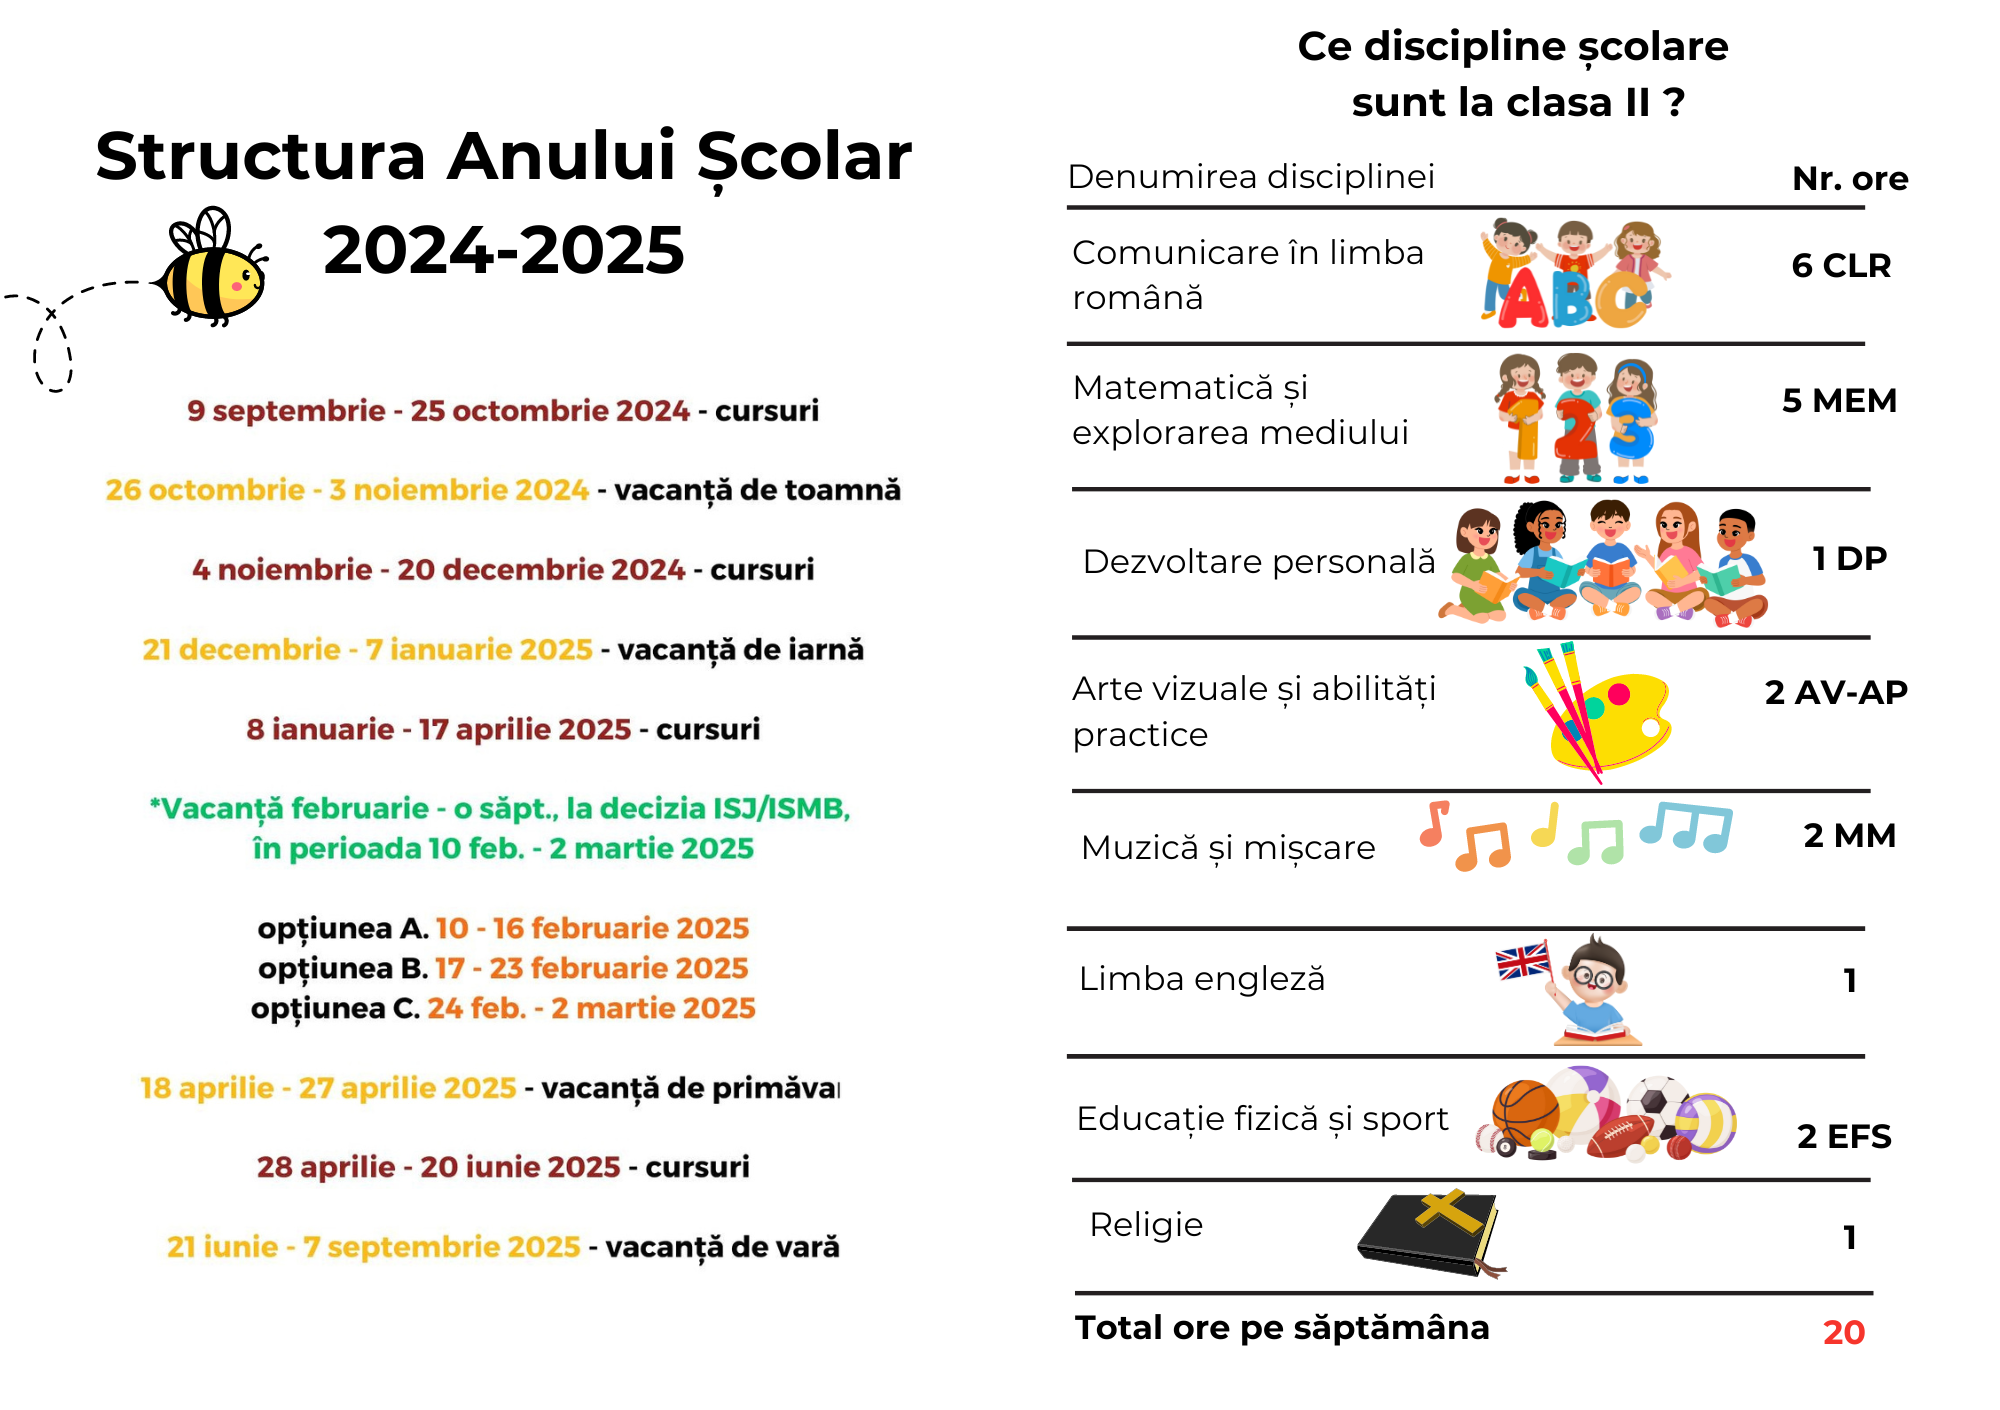 Structura Anului Școlar
2024-2025
9 septembrie - 25 octombrie 2024 - cursuri
26 octombrie - 3 noiembrie 2024 - vacanță de toamnă
4 noiembrie - 20 decembrie 2024 - cursuri
21 decembrie - 7 ianuarie 2025 - vacanță de iarnă
8 ianuarie - 17 aprilie 2025 - cursuri
*Vacanță februarie - o săpt., la decizia ISJ/ISMB,
în perioada 10 feb. - 2 martie 2025
opțiunea A. 10 - 16 februarie 2025
opțiunea B. 17 - 23 februarie 2025
opțiunea C. 24 feb. - 2 martie 2025
18 aprilie - 27 aprilie 2025 - vacanță de primăva
28 aprilie - 20 iunie 2025 - cursuri
21 iunie - 7 septembrie 2025 - vacanță de vară
Ce discipline școlare
sunt la clasa II ?
Denumirea disciplinei Nr. ore
Comunicare în limba
română
6 CLR
ABC
Matematică și
explorarea mediului
5 MEM
123
Dezvoltare personală 1 DP
Arte vizuale și abilități
practice
2 AV-AP
Muzică și mișcare 2 MM
Limba engleză 1
Educație fizică și sport 2 EFS
Religie 1
Total ore pe săptămâna 20